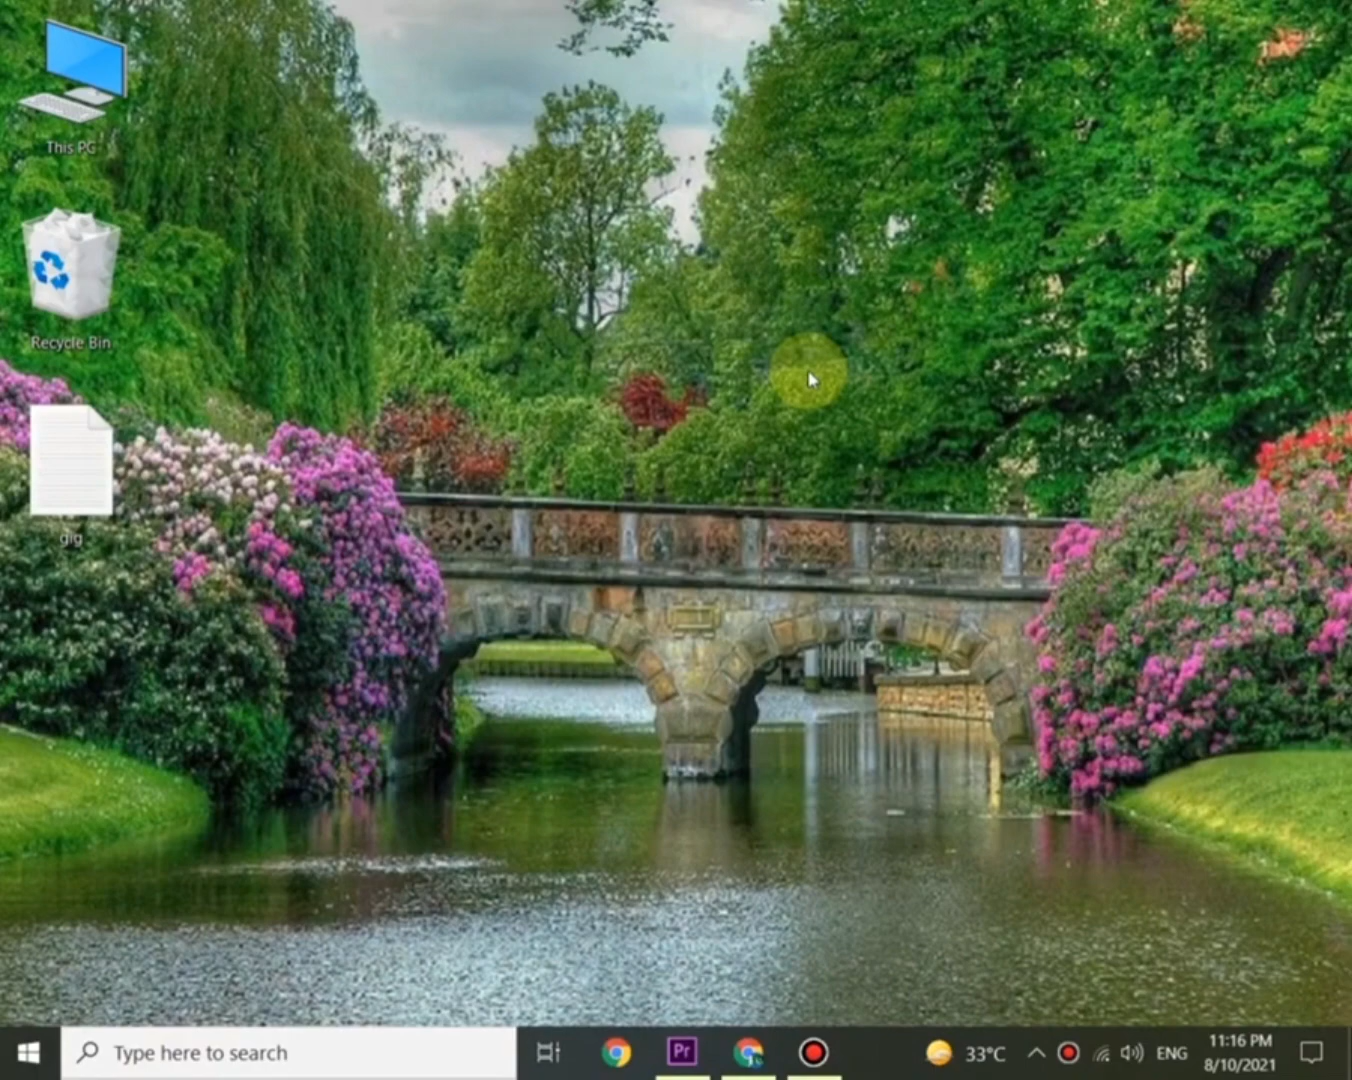 This PC
Recycle Bin
gig
Type here to search
Pr
33°C
ENG
11:16 PM
8/10/2021